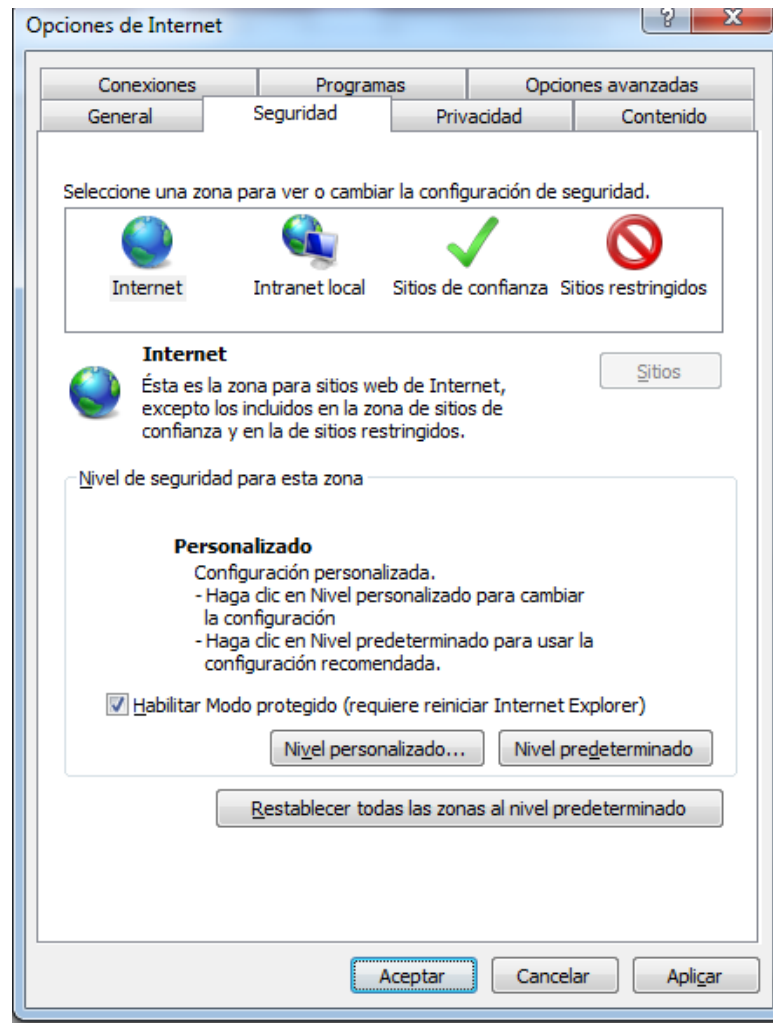 Opciones de Internet
Conexiones Programas Opciones avanzadas
General Seguridad Privacidad Contenido
Seleccione una zona para ver o cambiar la configuración de seguridad.
Internet Intranet local Sitios de confianza Sitios restringidos
Internet
Sitios
Ésta es la zona para sitios web de Internet,
excepto los incluidos en la zona de sitios de
confianza y en la de sitios restringidos.
Nivel de seguridad para esta zona
Personalizado
Configuración personalizada.
- Haga clic en Nivel personalizado para cambiar
la configuración
- Haga clic en Nivel predeterminado para usar la
configuración recomendada.
Habilitar Modo protegido (requiere reiniciar Internet Explorer)
Nivel personalizado... Nivel predeterminado
Restablecer todas las zonas al nivel predeterminado
Aceptar Cancelar Aplicar